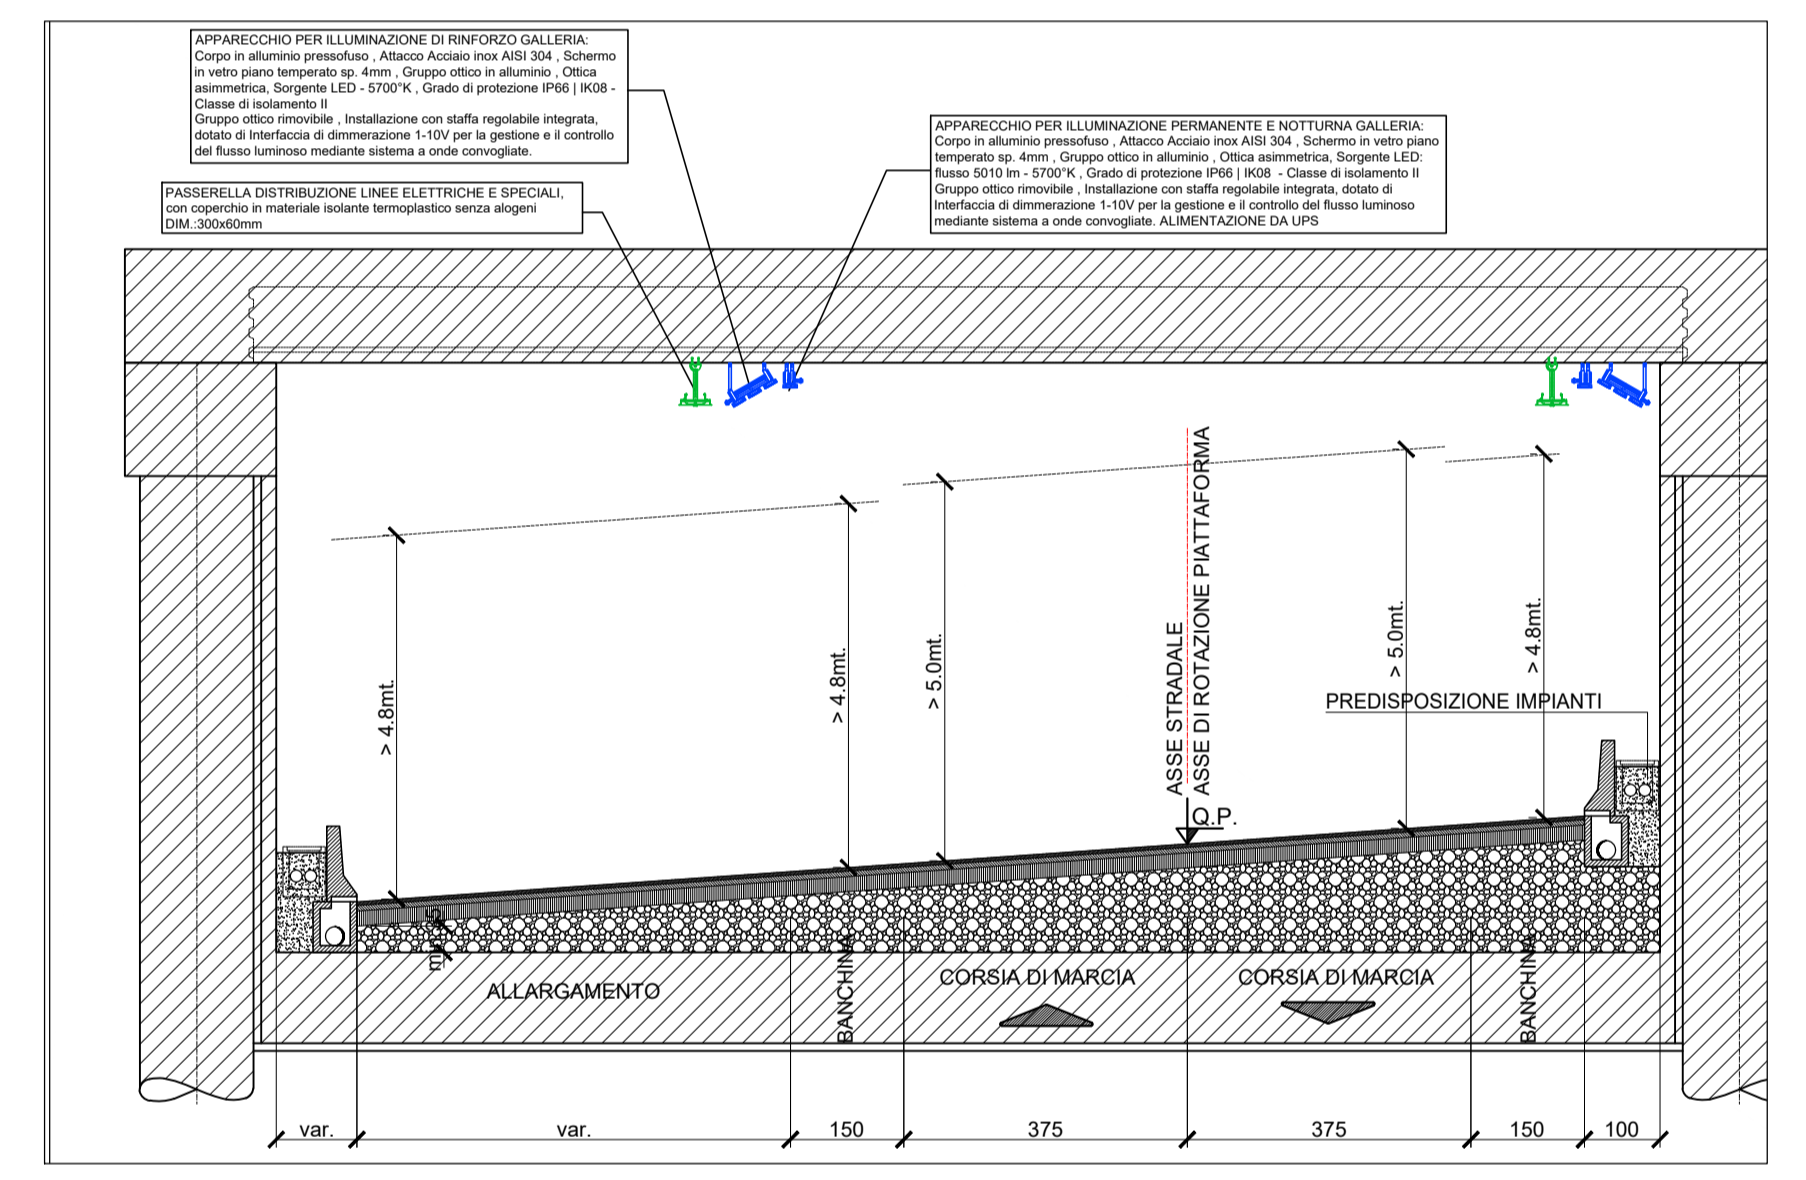 APPARECCHIO PER ILLUMINAZIONE DI RINFORZO GALLERIA:
Corpo in alluminio pressofuso , Attacco Acciaio inox AISI 304 , Schermo
in vetro piano temperato sp. 4mm , Gruppo ottico in alluminio , Ottica
asimmetrica, Sorgente LED - 5700°K , Grado di protezione IP66 | IK08 -
Classe di isolamento II
Gruppo ottico rimovibile , Installazione con staffa regolabile integrata,
dotato di Interfaccia di dimmerazione 1-10V per la gestione e il controllo
del flusso luminoso mediante sistema a onde convogliate.
APPARECCHIO PER ILLUMINAZIONE PERMANENTE E NOTTURNA GALLERIA:
Corpo in alluminio pressofuso , Attacco Acciaio inox AISI 304 , Schermo in vetro piano
temperato sp. 4mm , Gruppo ottico in alluminio , Ottica asimmetrica, Sorgente LED:
flusso 5010 lm - 5700°K , Grado di protezione IP66 | IK08 - Classe di isolamento II
Gruppo ottico rimovibile , Installazione con staffa regolabile integrata, dotato di
Interfaccia di dimmerazione 1-10V per la gestione e il controllo del flusso luminoso
mediante sistema a onde convogliate. ALIMENTAZIONE DA UPS
PASSERELLA DISTRIBUZIONE LINEE ELETTRICHE E SPECIALI,
con coperchio in materiale isolante termoplastico senza alogeni
DIM.:300x60mm
> 4.8mt.
> 4.8mt.
> 5.0mt.
ASSE STRADALE
ASSE DI ROTAZIONE PIATTAFORMA
> 5.0mt.
> 4.8mt.
PREDISPOSIZIONE IMPIANTI
Q.P.
ALLARGAMENTO
BANCHINA
CORSIA DI MARCIA
CORSIA DI MARCIA
BANCHINA
var.
var.
150
375
375
150
100